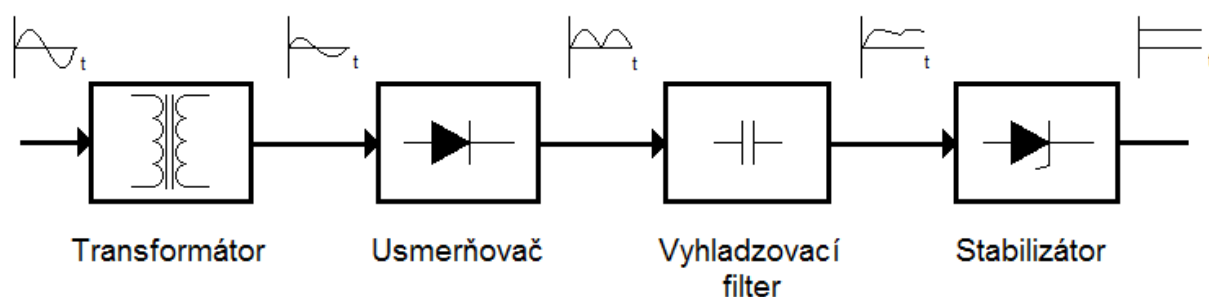 t
t
t
t
t
Transformátor
Usmerňovač
Vyhladzovací
filter
Stabilizátor